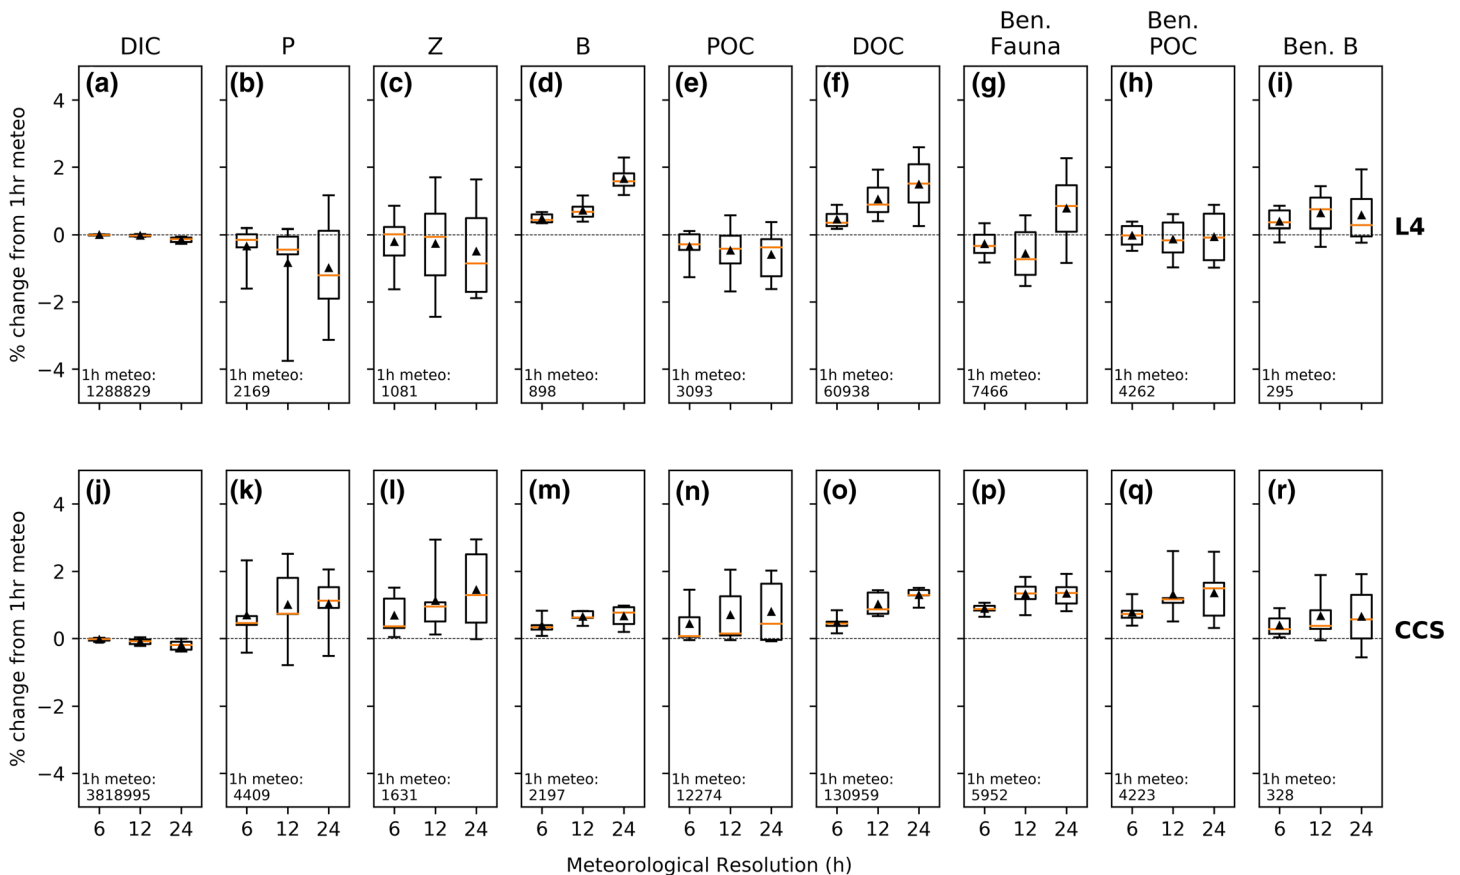 DIC
P
Z
B
POC
DOC
Ben.
Fauna
Ben.
POC
Ben. B
% change from 1hr meteo
4
2
0
−2
−4
(a)
1h meteo:
1288829
(b)
1h meteo:
2169
(c)
1h meteo:
1081
(d)
1h meteo:
898
(e)
1h meteo:
3093
(f)
1h meteo:
60938
(g)
1h meteo:
7466
(h)
1h meteo:
4262
(i)
1h meteo:
295
L4
% change from 1hr meteo
4
2
0
−2
−4
(j)
1h meteo:
3818995
(k)
1h meteo:
4409
(l)
1h meteo:
1631
(m)
1h meteo:
2197
(n)
1h meteo:
12274
(o)
1h meteo:
130959
(p)
1h meteo:
5952
(q)
1h meteo:
4223
(r)
1h meteo:
328
CCS
6 12 24
6 12 24
6 12 24
6 12 24
6 12 24
6 12 24
6 12 24
6 12 24
6 12 24
Meteorological Resolution (h)